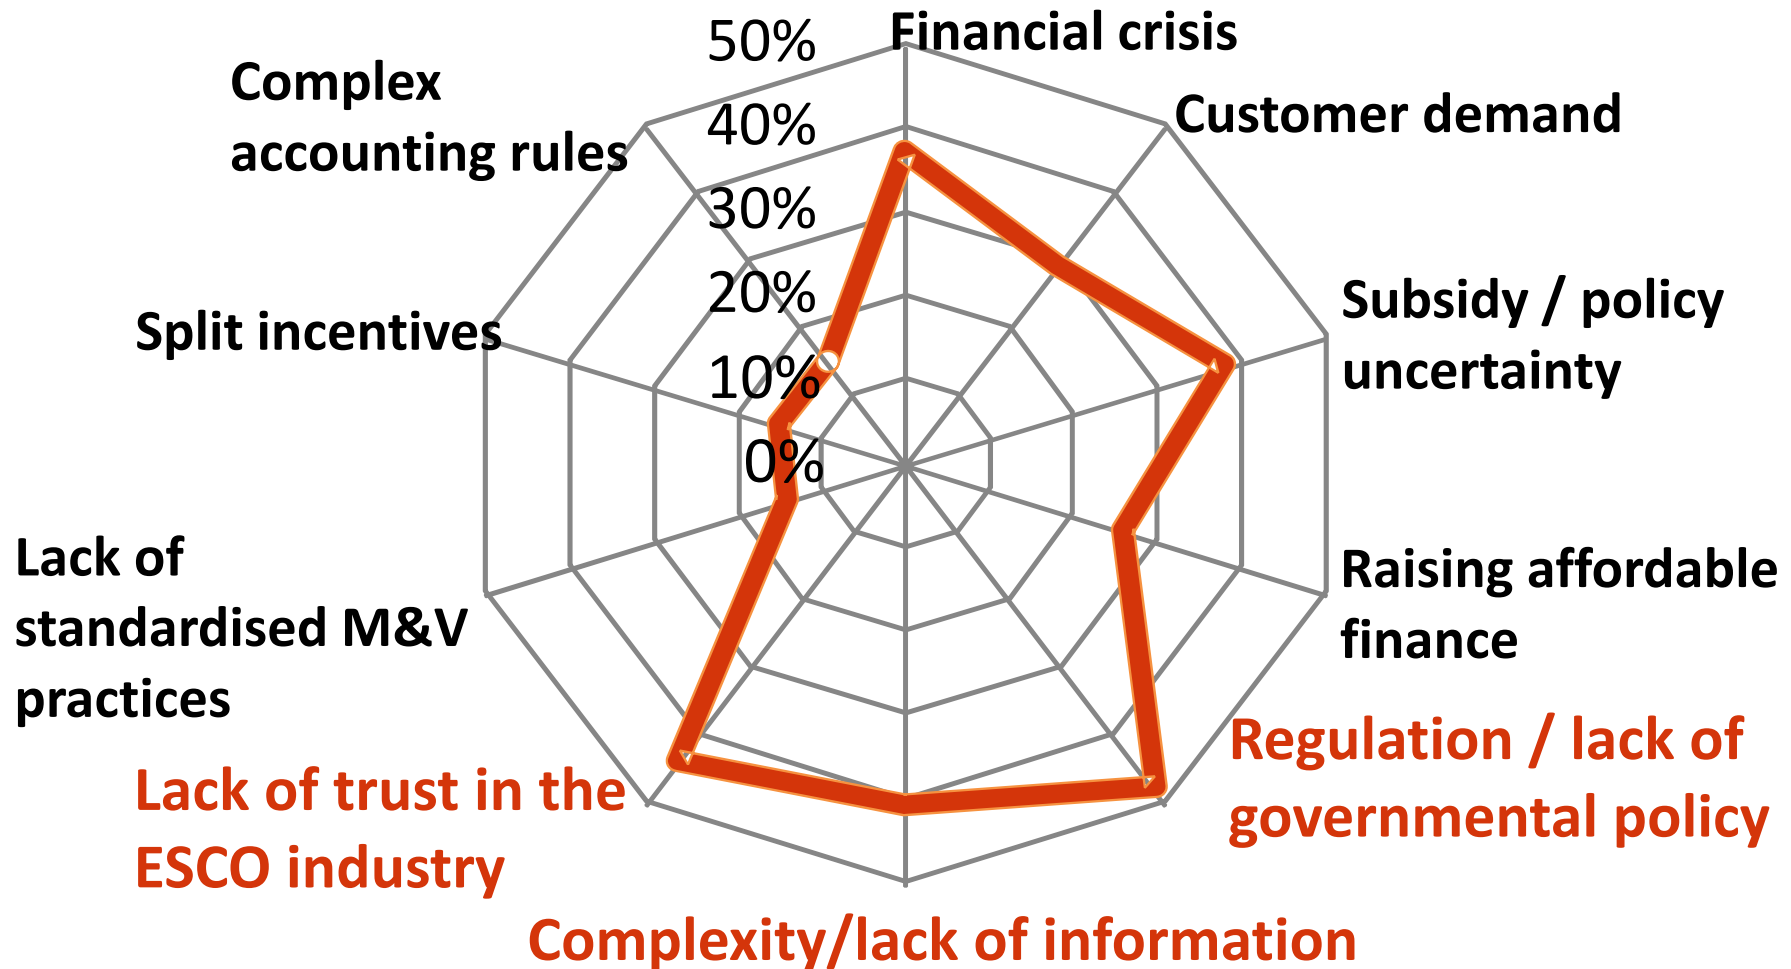 50%
Financial crisis
Complex
accounting rules
40%
Customer demand
30%
20%
Split incentives
Subsidy / policy
uncertainty
10%
0%
Lack of
standardised M&V
practices
Raising affordable
finance
Regulation / lack of
governmental policy
Lack of trust in the
ESCO industry
Complexity/lack of information